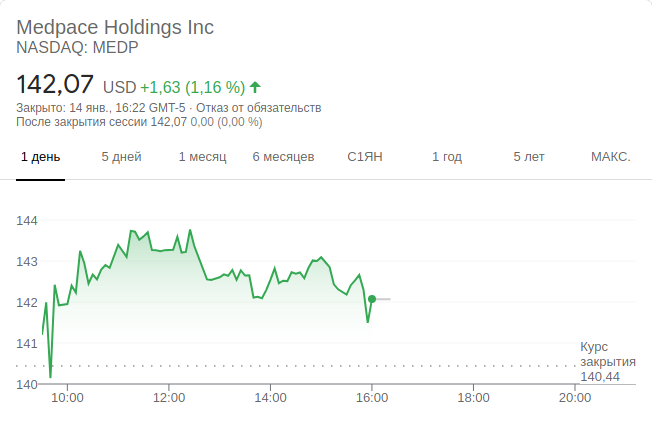 Medpace Holdings Inc
NASDAQ: MEDP
142,07 USD +1,63 (1,16 %)
Закрыто: 14 янв., 16:22 GMT-5 · Отказ от обязательств
После закрытия сессии 142,07 0,00 (0,00 %)
1 день 5 дней 1 месяц 6 месяцев С1ЯН 1 год 5 лет МАКС.
144
143
142
141
Курс
закрытия
140,44
140
10:00 12:00 14:00 16:00 18:00 20:00